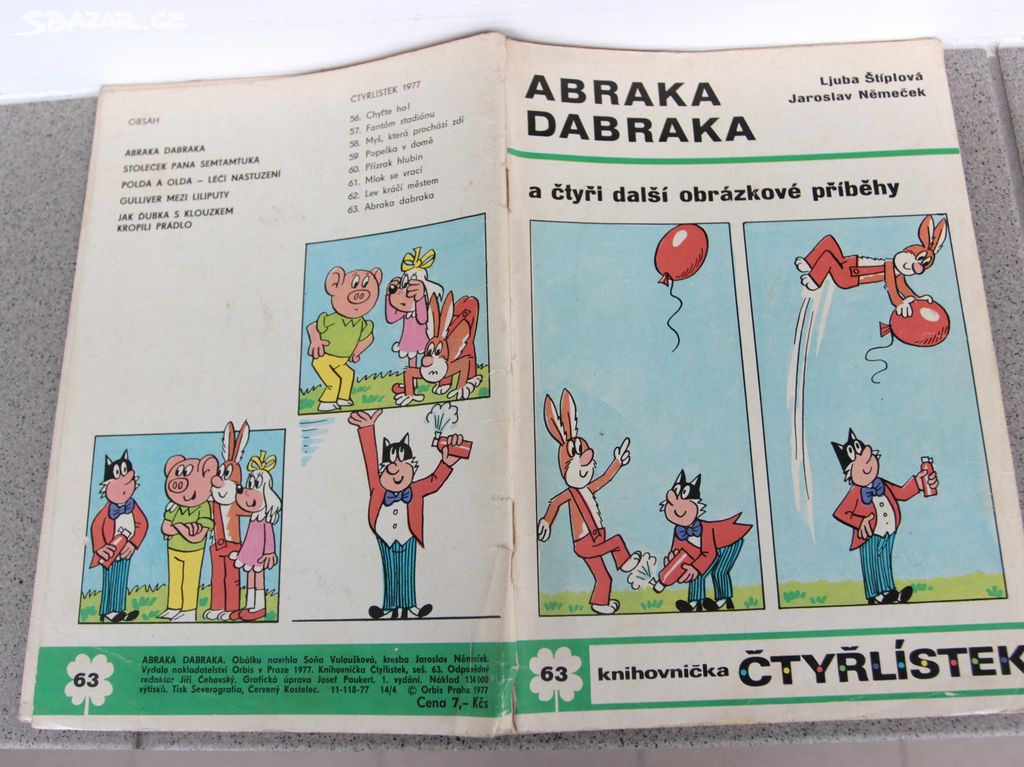 SBAZAR.CZ
OBSAH
ABRAKA DABRAKA
STOLEČEK PANA SEMTAMŤUKA
POLDA A OLDA – LÉČÍ NASTUZENÍ
GULLIVER MEZI LILIPUTY
JAK ĎUBKA S KLOUZKEM
KROPILI PRÁDLO
ČTYŘLÍSTEK 1977
56. Chyťte ho!
57. Fantóm stadiónu
58. Myš, která prochází zdí
59 Popelka v domě
60. Přízrak hlubin
61. Mlok se vrací
62. Lev kráčí městem
63. Abraka dabraka
63
ABRAKA DABRAKA. Obálku navrhla Soňa Valoušková, kresba Jaroslav Němeček.
Vydalo nakladatelství Orbis v Praze 1977. Knihovnička Čtyřlístek, seš. 63. Odpovědný
redaktor Jiří Čehovský. Grafická úprava Josef Paukert. 1. vydání. Náklad 134 000
výtisků. Tisk Severografia, Červený Kostelec. 11-118-77 14/4 © Orbis Praha 1977
Cena 7,– Kčs
ABRAKA
DABRAKA
Ljuba Štíplová
Jaroslav Němeček
a čtyři další obrázkové příběhy
63
knihovnička ČTYŘLÍSTEK